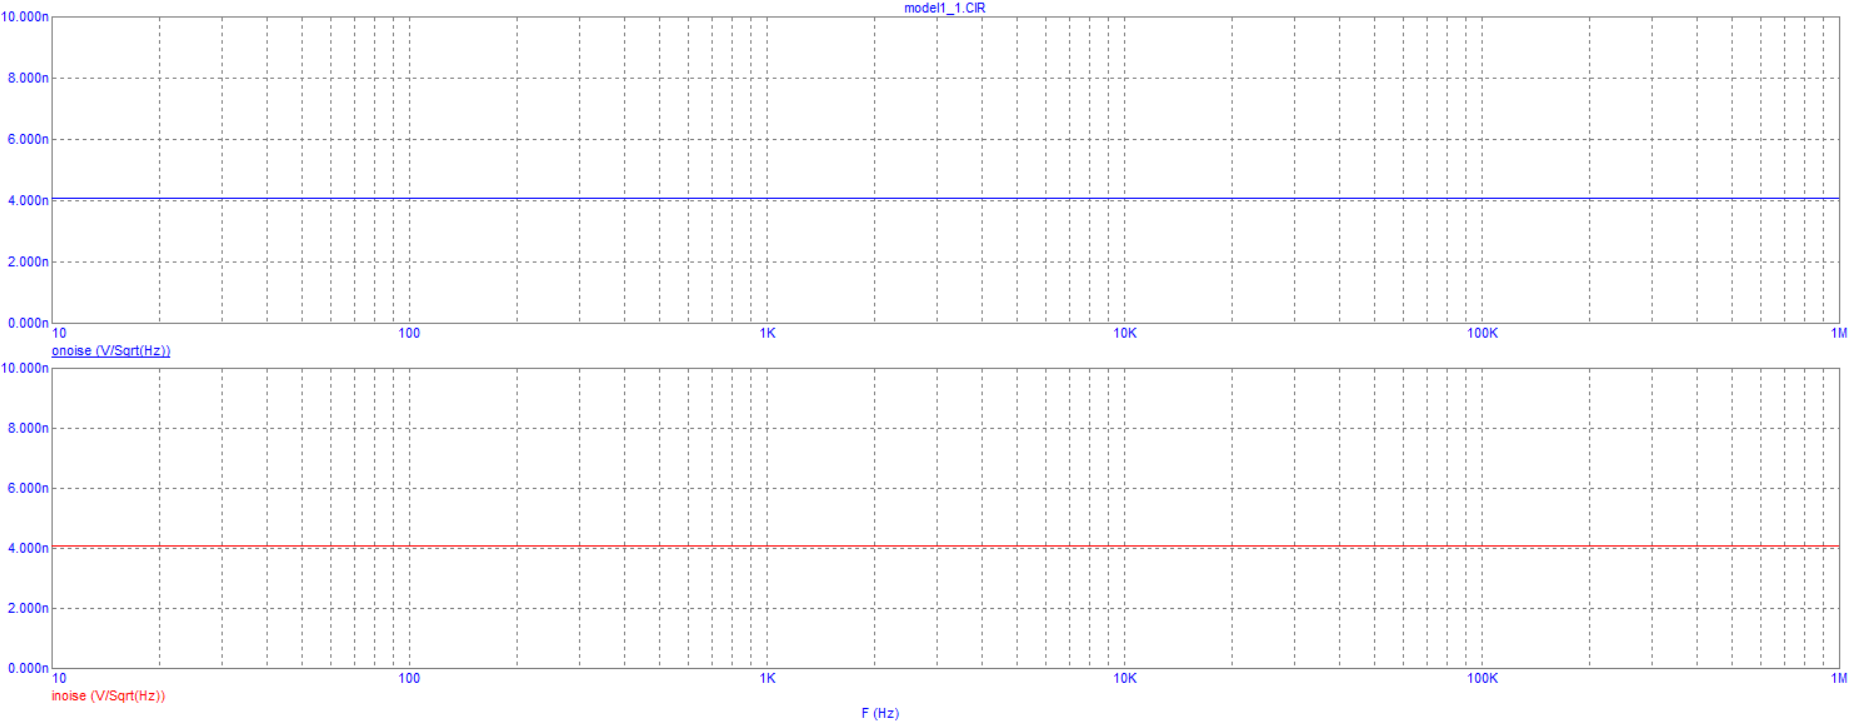 model1_1.CIR
10.000n
8.000n
6.000n
4.000n
2.000n
0.000n
10 100 1K 10K 100K 1M
onoise (V/Sqrt(Hz))
10.000n
8.000n
6.000n
4.000n
2.000n
0.000n
10 100 1K 10K 100K 1M
inoise (V/Sqrt(Hz))
F (Hz)